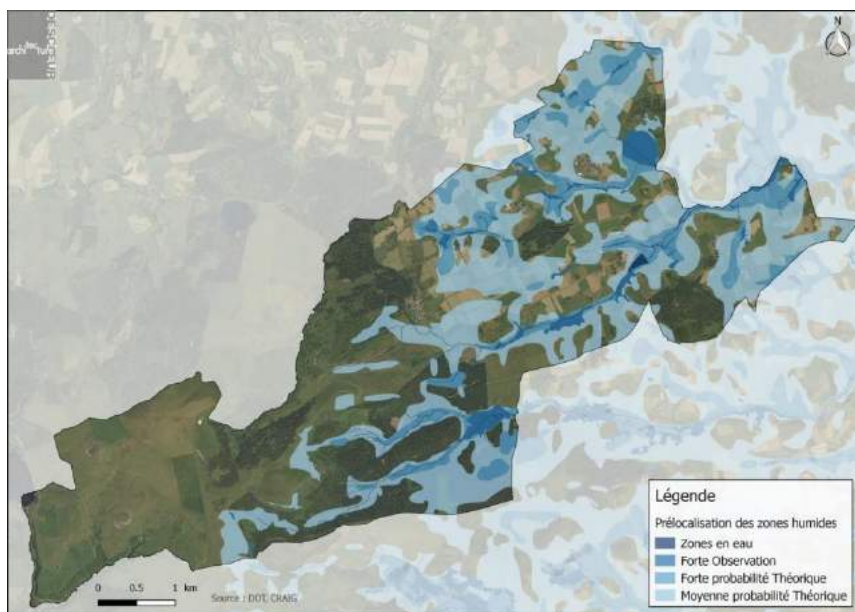 N
Légende
Prélocalisation des zones humides
Zones en eau
Forte Observation
Forte probabilité Théorique
Moyenne probabilité Théorique
0 0.5 1 km
Source : DDT, CRAIG